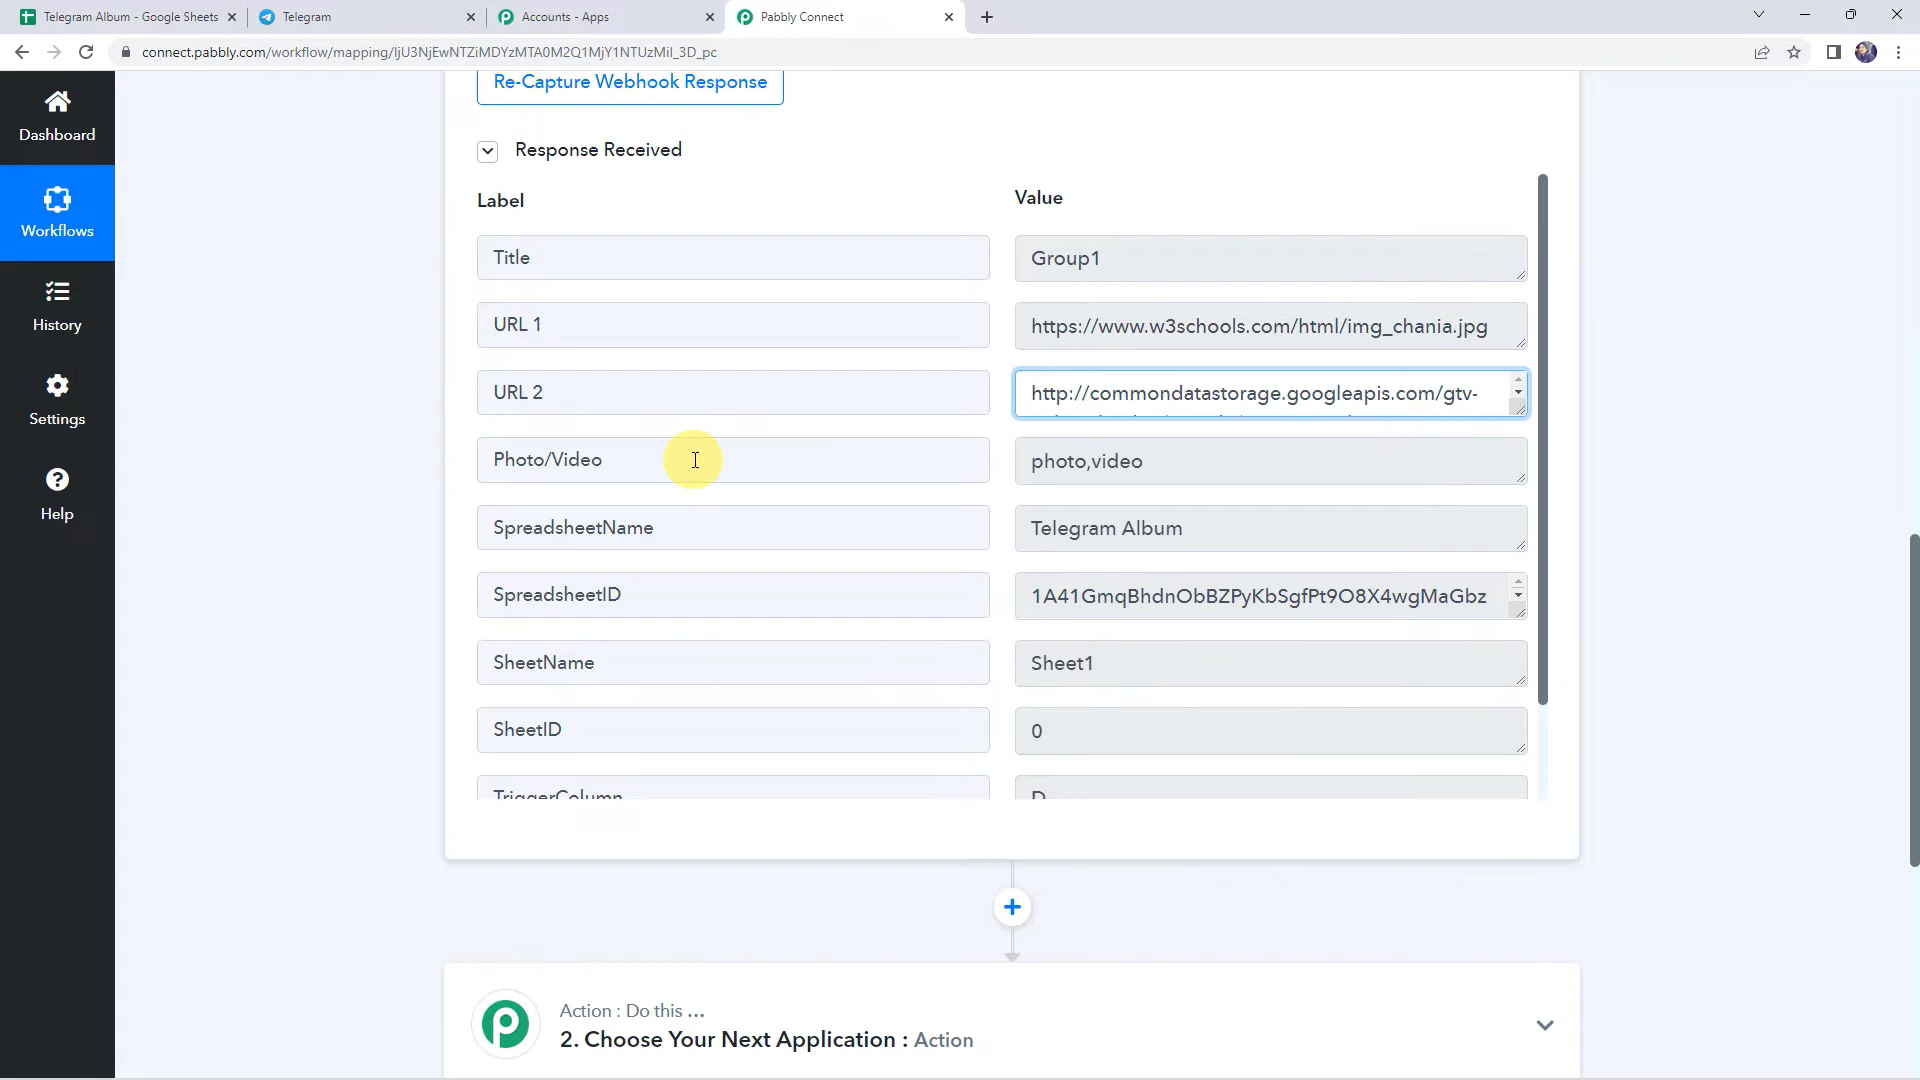 Telegram Album - Google Sheets
Telegram
Accounts - Apps
Pabbly Connect
connect.pabbly.com/workflow/mapping/IjU3NjEwNTZiMDYzMTA0M2Q1MjY1NTUzMiI_3D_pc
Dashboard
Workflows
History
Settings
Help
Re-Capture Webhook Response
Response Received
Label Value
Title Group1
URL 1 https://www.w3schools.com/html/img_chania.jpg
URL 2 http://commondatastorage.googleapis.com/gtv-
Photo/Video photo,video
SpreadsheetName Telegram Album
SpreadsheetID 1A41GmqBhdnObBZPyKbSgfPt9O8X4wgMaGbz
SheetName Sheet1
SheetID 0
TriggerColumn D
Action : Do this ...
2. Choose Your Next Application : Action